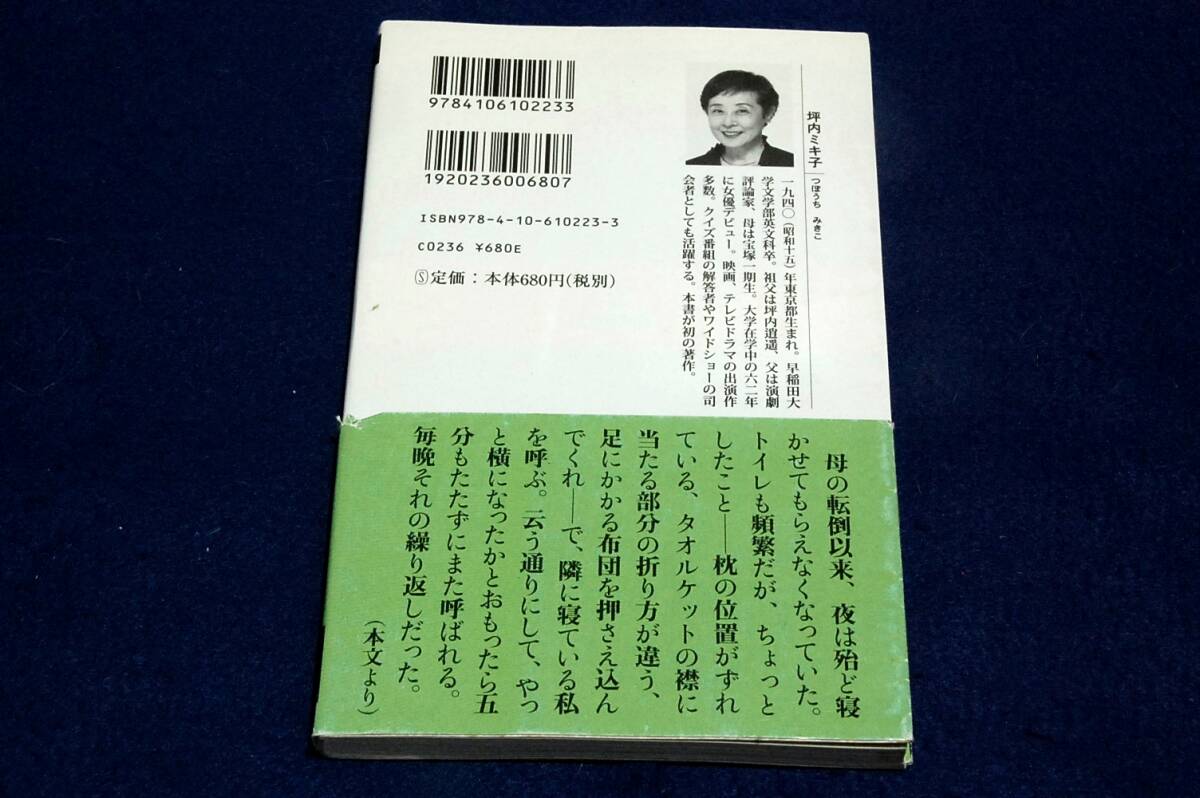 9784106102233
1920236006807
ISBN978-4-10-610223-3
C0236 ¥680E
Ⓢ定価：本体680円（税別）
坪内ミキ子
つぼうち みきこ
一九四〇（昭和十五）年東京都生まれ。早稲田大
学文学部英文科卒。祖父は坪内逍遥、父は演劇
評論家、母は宝塚一期生。大学在学中の六二年
に女優デビュー。映画、テレビドラマの出演作
多数。クイズ番組の解答者やワイドショーの司
会者としても活躍する。本書が初の著作。
母の転倒以来、夜は殆ど寝
かせてもらえなくなっていた。
トイレも頻繁だが、ちょっと
したこと――枕の位置がずれ
ている、タオルケットの襟に
当たる部分の折り方が違う、
足にかかる布団を押さえ込ん
でくれ――で、隣に寝ている私
を呼ぶ。云う通りにして、やっ
と横になったかとおもったら五
分もたたずにまた呼ばれる。
毎晩それの繰り返しだった。
（本文より）